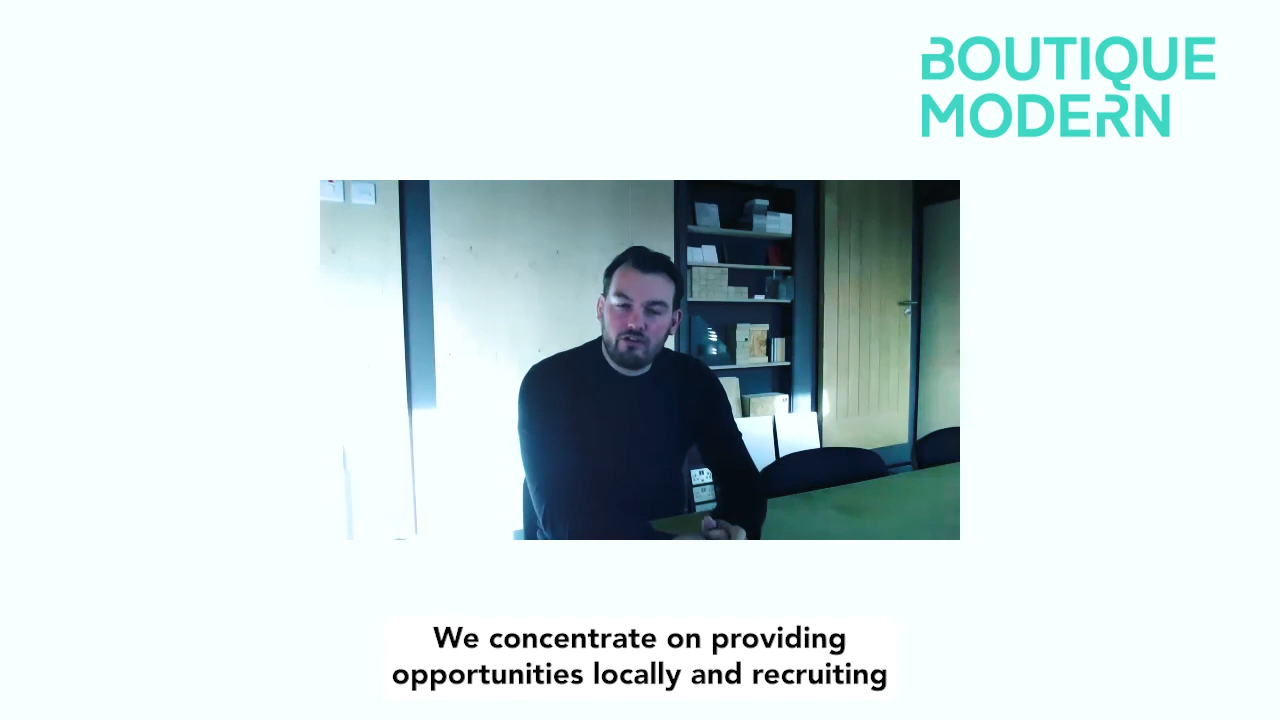 BOUTIQUE
MODERN
We concentrate on providing
opportunities locally and recruiting